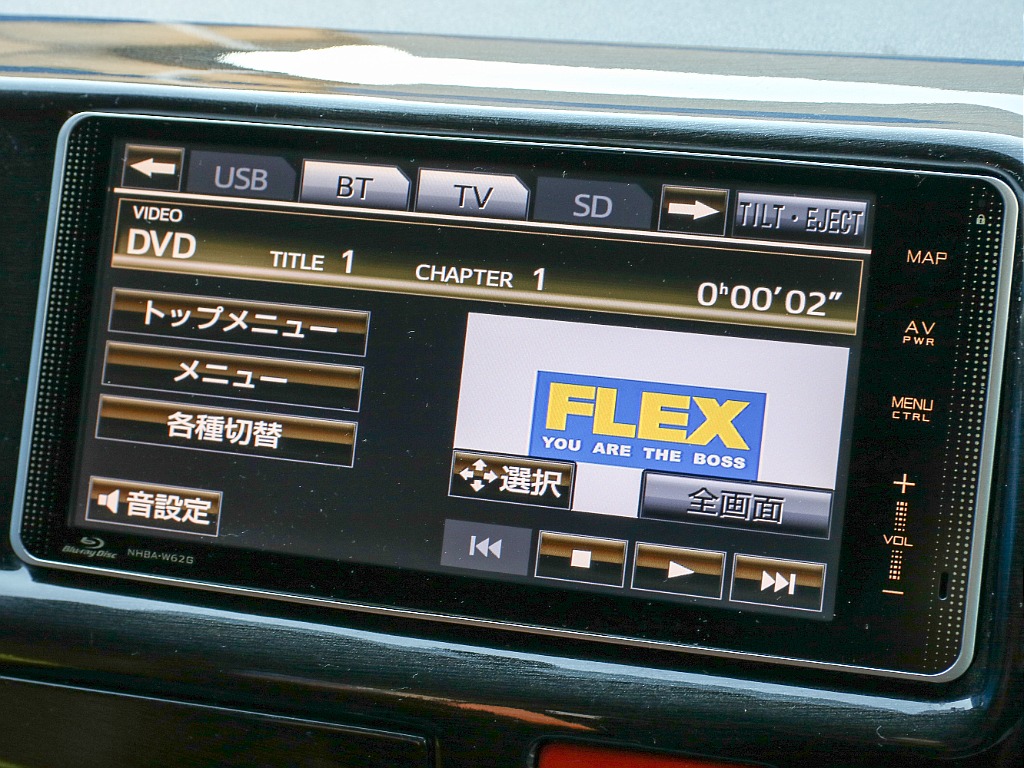 USB BT TV SD TILT・EJECT
VIDEO
DVD TITLE 1 CHAPTER 1 0h00'02"
トップメニュー
メニュー
各種切替
音設定
FLEX
YOU ARE THE BOSS
選択
全画面
Blu-ray Disc
NHBA-W62G
MAP
AV
PWR
MENU
CTRL
+
VOL
−